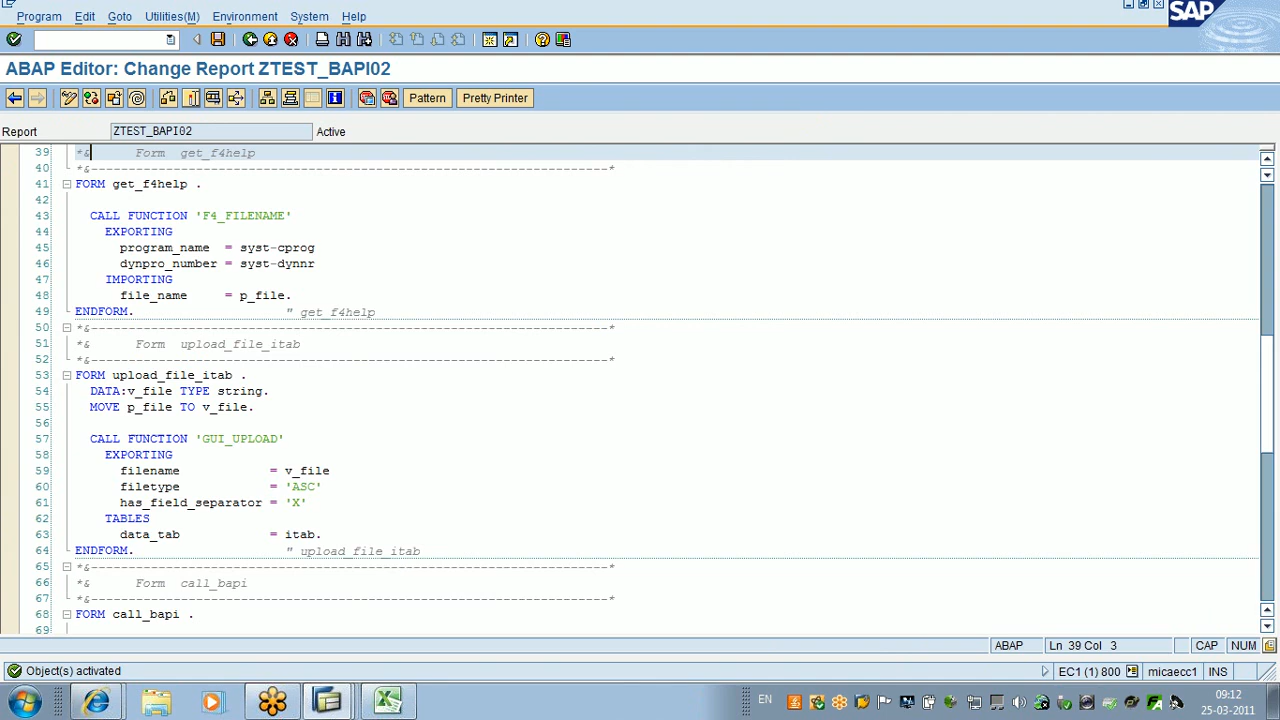 Program Edit Goto Utilities(M) Environment System Help
SAP
ABAP Editor: Change Report ZTEST_BAPI02
Pattern Pretty Printer
Report ZTEST_BAPI02 Active
39 *& Form get_f4help
40 *&---------------------------------------------------------------------*
41 FORM get_f4help .
42
43 CALL FUNCTION 'F4_FILENAME'
44 EXPORTING
45 program_name = syst-cprog
46 dynpro_number = syst-dynnr
47 IMPORTING
48 file_name = p_file.
49 ENDFORM. " get_f4help
50 *&---------------------------------------------------------------------*
51 *& Form upload_file_itab
52 *&---------------------------------------------------------------------*
53 FORM upload_file_itab .
54 DATA:v_file TYPE string.
55 MOVE p_file TO v_file.
56
57 CALL FUNCTION 'GUI_UPLOAD'
58 EXPORTING
59 filename = v_file
60 filetype = 'ASC'
61 has_field_separator = 'X'
62 TABLES
63 data_tab = itab.
64 ENDFORM. " upload_file_itab
65 *&---------------------------------------------------------------------*
66 *& Form call_bapi
67 *&---------------------------------------------------------------------*
68 FORM call_bapi .
69
ABAP Ln 39 Col 3 CAP NUM
Object(s) activated EC1 (1) 800 micaecc1 INS
EN 09:12
25-03-2011